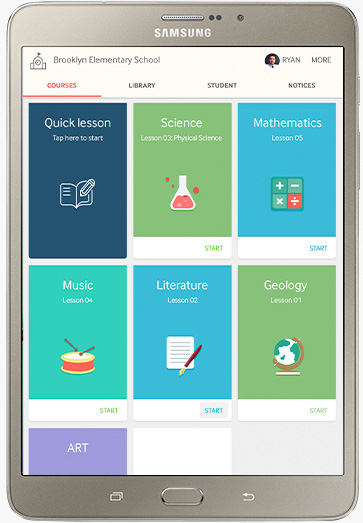 SAMSUNG
Brooklyn Elementary School RYAN MORE
COURSES LIBRARY STUDENT NOTICES
Quick lesson
Tap here to start
Science
Lesson 03: Physical Science
START
Mathematics
Lesson 05
START
Music
Lesson 04
START
Literature
Lesson 02
START
Geology
Lesson 01
START
ART